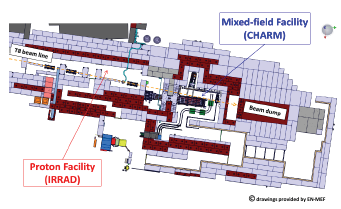 Mixed-field Facility
(CHARM)
T8 beam line
Beam dump
Proton Facility
(IRRAD)
© drawings provided by EN-MEF